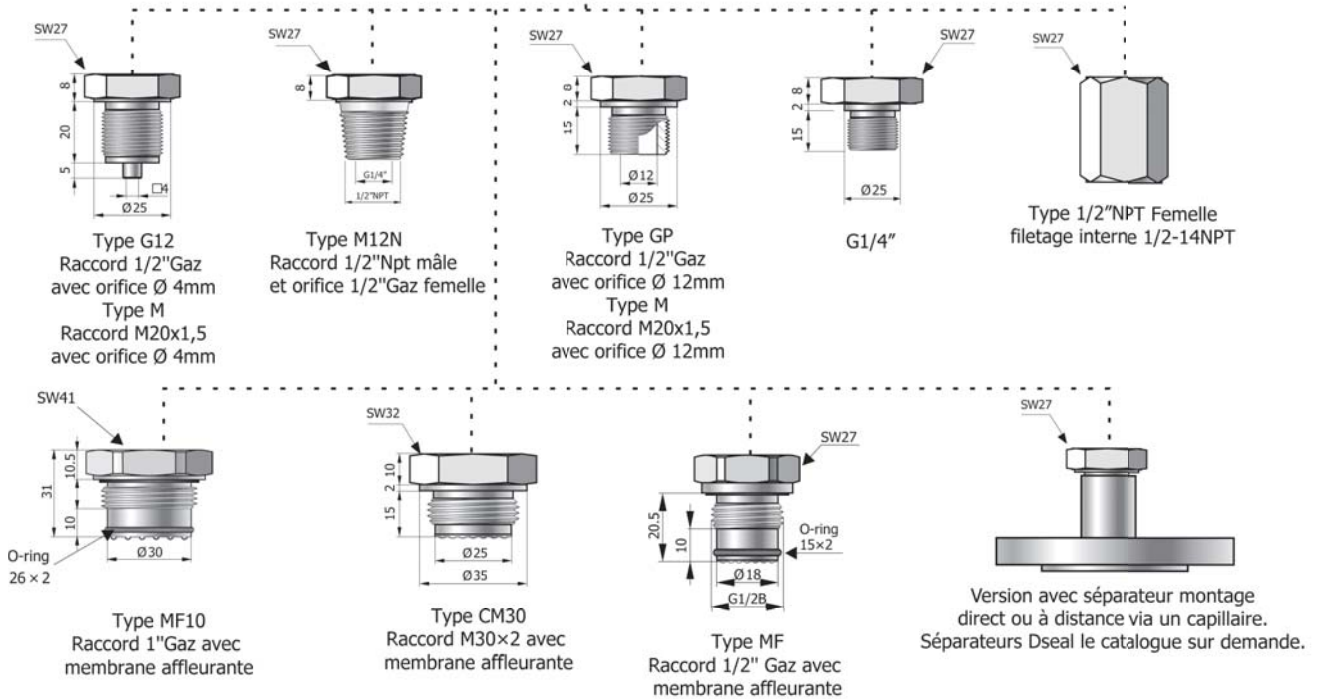 SW27
8
20
5
□4
Ø25
Type G12
Raccord 1/2"Gaz
avec orifice Ø 4mm
Type M
Raccord M20x1,5
avec orifice Ø 4mm
SW27
8
G1/4"
1/2"NPT
Type M12N
Raccord 1/2"Npt mâle
et orifice 1/2"Gaz femelle
SW27
8
2
15
Ø12
Ø25
Type GP
Raccord 1/2"Gaz
avec orifice Ø 12mm
Type M
Raccord M20x1,5
avec orifice Ø 12mm
SW27
8
2
15
Ø25
G1/4"
SW27
Type 1/2"NPT Femelle
filetage interne 1/2-14NPT
SW41
10.5
31
10
O-ring
26 × 2
Ø30
Type MF10
Raccord 1"Gaz avec
membrane affleurante
SW32
10
2
15
Ø25
Ø35
Type CM30
Raccord M30×2 avec
membrane affleurante
SW27
20.5
10
O-ring
15×2
Ø18
G1/2B
Type MF
Raccord 1/2" Gaz avec
membrane affleurante
SW27
Version avec séparateur montage
direct ou à distance via un capillaire.
Séparateurs Dseal le catalogue sur demande.